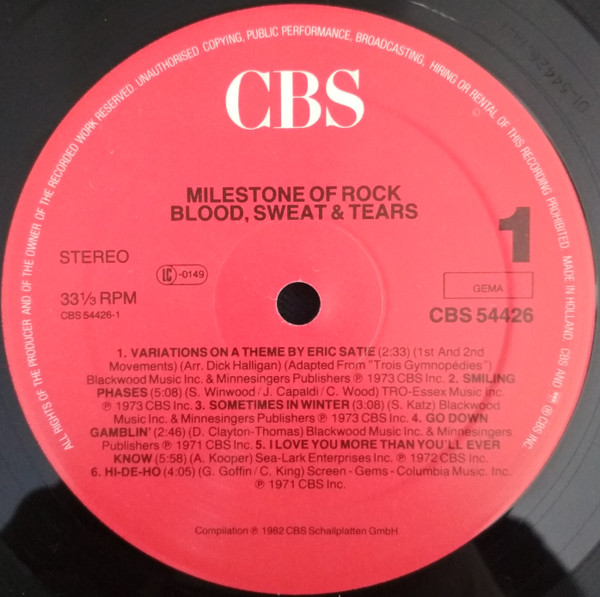 ALL RIGHTS OF THE PRODUCER AND OF THE OWNER OF THE RECORDED WORK RESERVED, UNAUTHORISED COPYING, PUBLIC PERFORMANCE, BROADCASTING, HIRING OR RENTAL OF THIS RECORDING PROHIBITED MADE IN HOLLAND. CBS AND ® CBS INC.
CBS
MILESTONE OF ROCK
BLOOD, SWEAT & TEARS
1
STEREO
LC -0149
GEMA
33⅓ RPM
CBS 54426-1
CBS 54426
1. VARIATIONS ON A THEME BY ERIC SATIE (2:33) (1st And 2nd
Movements) (Arr. Dick Halligan) (Adapted From "Trois Gymnopédies")
Blackwood Music Inc. & Minnesingers Publishers ℗ 1973 CBS Inc. 2. SMILING
PHASES (5:08) (S. Winwood / J. Capaldi / C. Wood) TRO-Essex Music inc
℗ 1973 CBS Inc. 3. SOMETIMES IN WINTER (3:08) (S. Katz) Blackwood
Music Inc. & Minnesingers Publishers ℗ 1973 CBS Inc. 4. GO DOWN
GAMBLIN' (2:46) (D. Clayton-Thomas) Blackwood Music Inc. & Minnesingers
Publishers ℗ 1971 CBS Inc. 5. I LOVE YOU MORE THAN YOU'LL EVER
KNOW (5:58) (A. Kooper) Sea-Lark Enterprises Inc. ℗ 1972 CBS Inc.
6. HI-DE-HO (4:05) (G. Goffin / C. King) Screen - Gems - Columbia Music. Inc.
℗ 1971 CBS Inc.
Compilation ℗ 1982 CBS Schallplatten GmbH